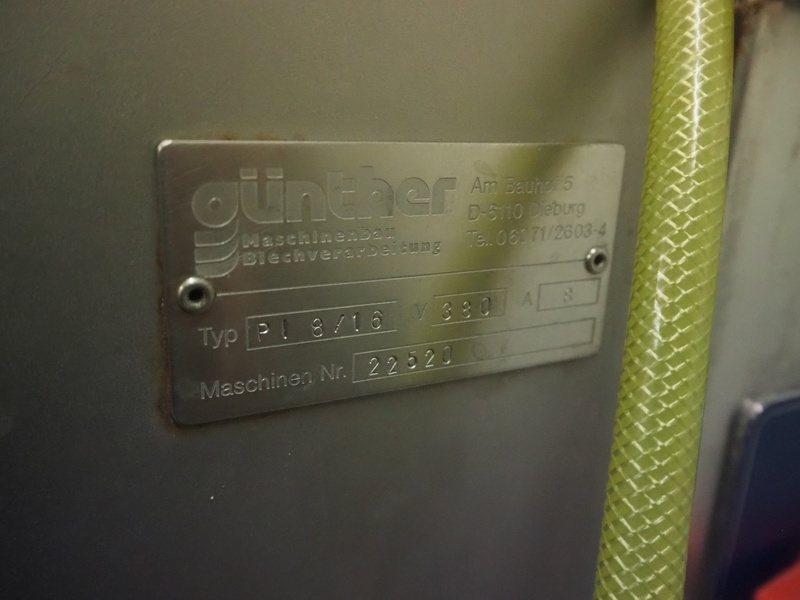 günther
Maschinenbau
Blechverarbeitung
Am Bauhof 5
D-6110 Dieburg
Tel. 06071/2603-4
Typ PI 8/16 V 380 A 8
Maschinen Nr. 22520